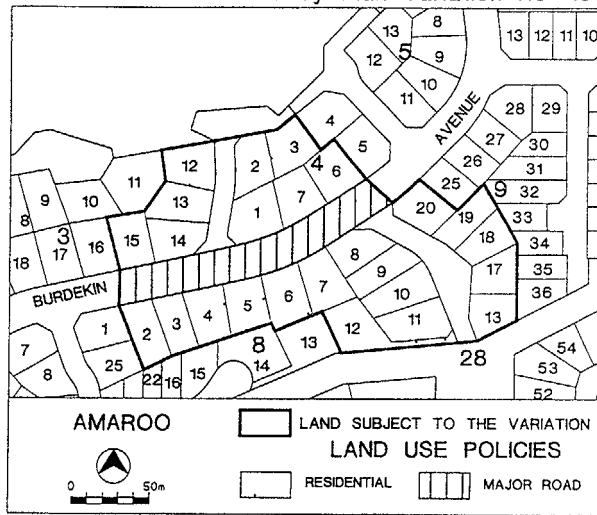 Plan Variation No
13 8
5
12 9
13 12 11 10
10
11
AVENUE
28 29
4
27 30
3 5
12 2 4 6
26 31
11
25 9 32
9 10 13
20 19 33
8 1 7
3 16 15 14
18 34
18 17
8 17 35
9
BURDEKIN
7 10 36
6
5 11 13
1 2 3 4
12
7 8 13
25 14 28 54
8 22 16 15 53
52
AMAROO
LAND SUBJECT TO THE VARIATION
LAND USE POLICIES
0 50m
RESIDENTIAL
MAJOR ROAD